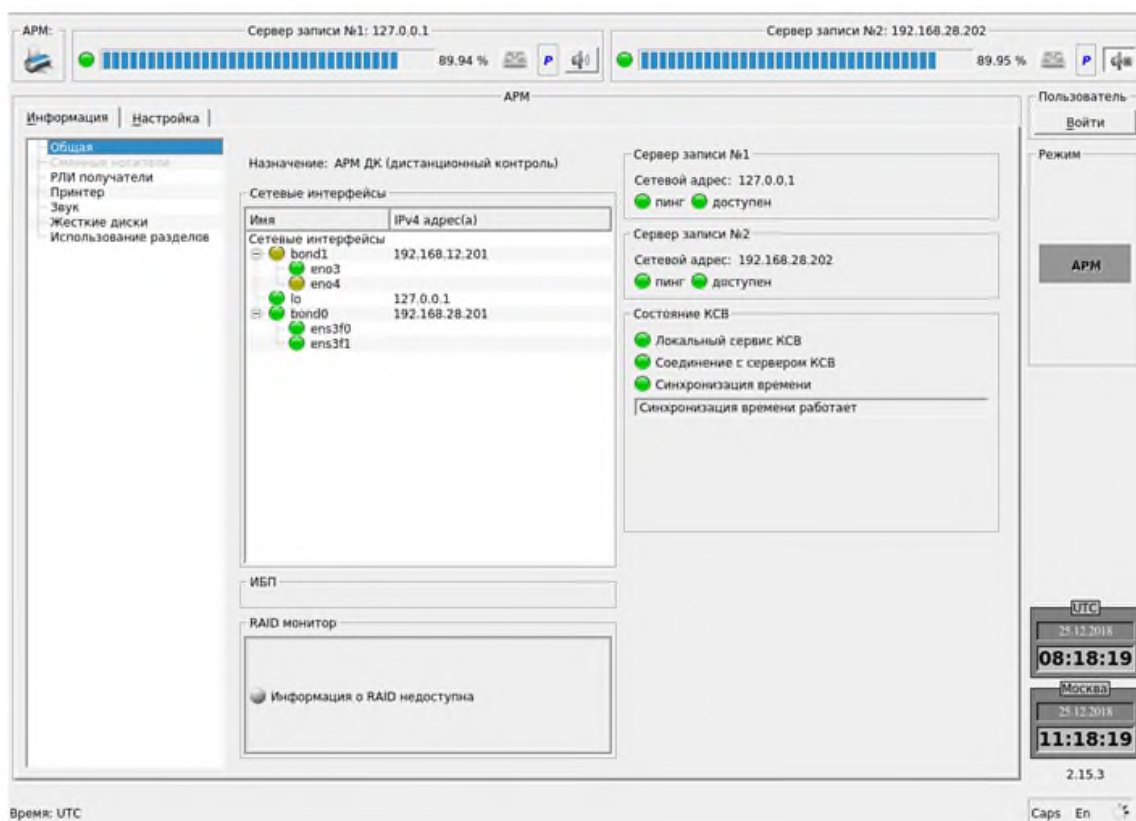 АРМ:
Сервер записи №1: 127.0.0.1
89.94 %
P
Сервер записи №2: 192.168.28.202
89.95 %
P
АРМ
Информация
Настройка
Общая
Сменные носители
РЛИ получатели
Принтер
Звук
Жесткие диски
Использование разделов
Назначение: АРМ ДК (дистанционный контроль)
Сетевые интерфейсы
Имя IPv4 адрес(а)
Сетевые интерфейсы
bond1 192.168.12.201
eno3
eno4
lo 127.0.0.1
bond0 192.168.28.201
ens3f0
ens3f1
ИБП
RAID монитор
Информация о RAID недоступна
Сервер записи №1
Сетевой адрес: 127.0.0.1
пинг доступен
Сервер записи №2
Сетевой адрес: 192.168.28.202
пинг доступен
Состояние КСВ
Локальный сервис КСВ
Соединение с сервером КСВ
Синхронизация времени
Синхронизация времени работает
Пользователь
Войти
Режим
АРМ
UTC
25.12.2018
08:18:19
Москва
25.12.2018
11:18:19
2.15.3
Время: UTC
Caps En